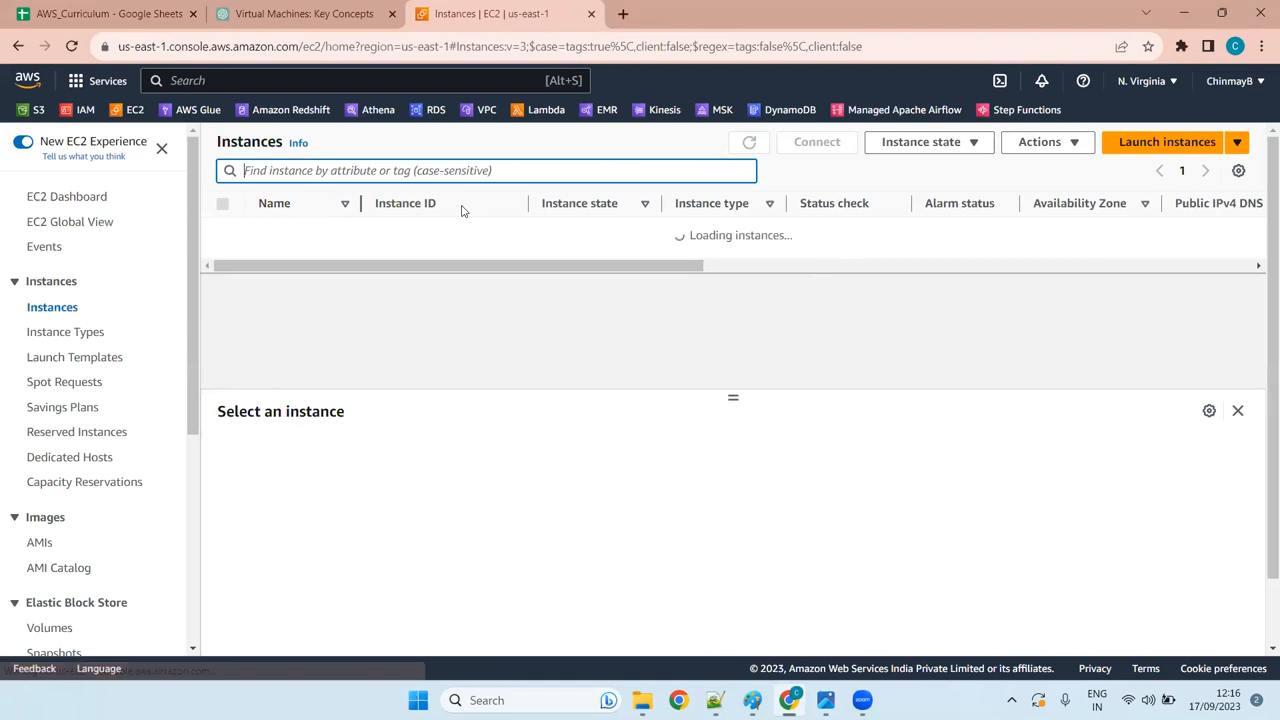 AWS_Curriculum - Google Sheets
Virtual Machines: Key Concepts
Instances | EC2 | us-east-1
us-east-1.console.aws.amazon.com/ec2/home?region=us-east-1#Instances:v=3;$case=tags:true%5C,client:false;$regex=tags:false%5C,client:false
C
aws Services Search [Alt+S] N. Virginia ChinmayB
S3 IAM EC2 AWS Glue Amazon Redshift Athena RDS VPC Lambda EMR Kinesis MSK DynamoDB Managed Apache Airflow Step Functions
New EC2 Experience
Tell us what you think
EC2 Dashboard
EC2 Global View
Events
Instances
Instances
Instance Types
Launch Templates
Spot Requests
Savings Plans
Reserved Instances
Dedicated Hosts
Capacity Reservations
Images
AMIs
AMI Catalog
Elastic Block Store
Volumes
Snapshots
Instances Info
Connect Instance state Actions Launch instances
Find instance by attribute or tag (case-sensitive)
1
Name Instance ID Instance state Instance type Status check Alarm status Availability Zone Public IPv4 DNS
Loading instances...
Select an instance
Feedback Language
© 2023, Amazon Web Services India Private Limited or its affiliates. Privacy Terms Cookie preferences
Search
ENG
IN
12:16
17/09/2023
2